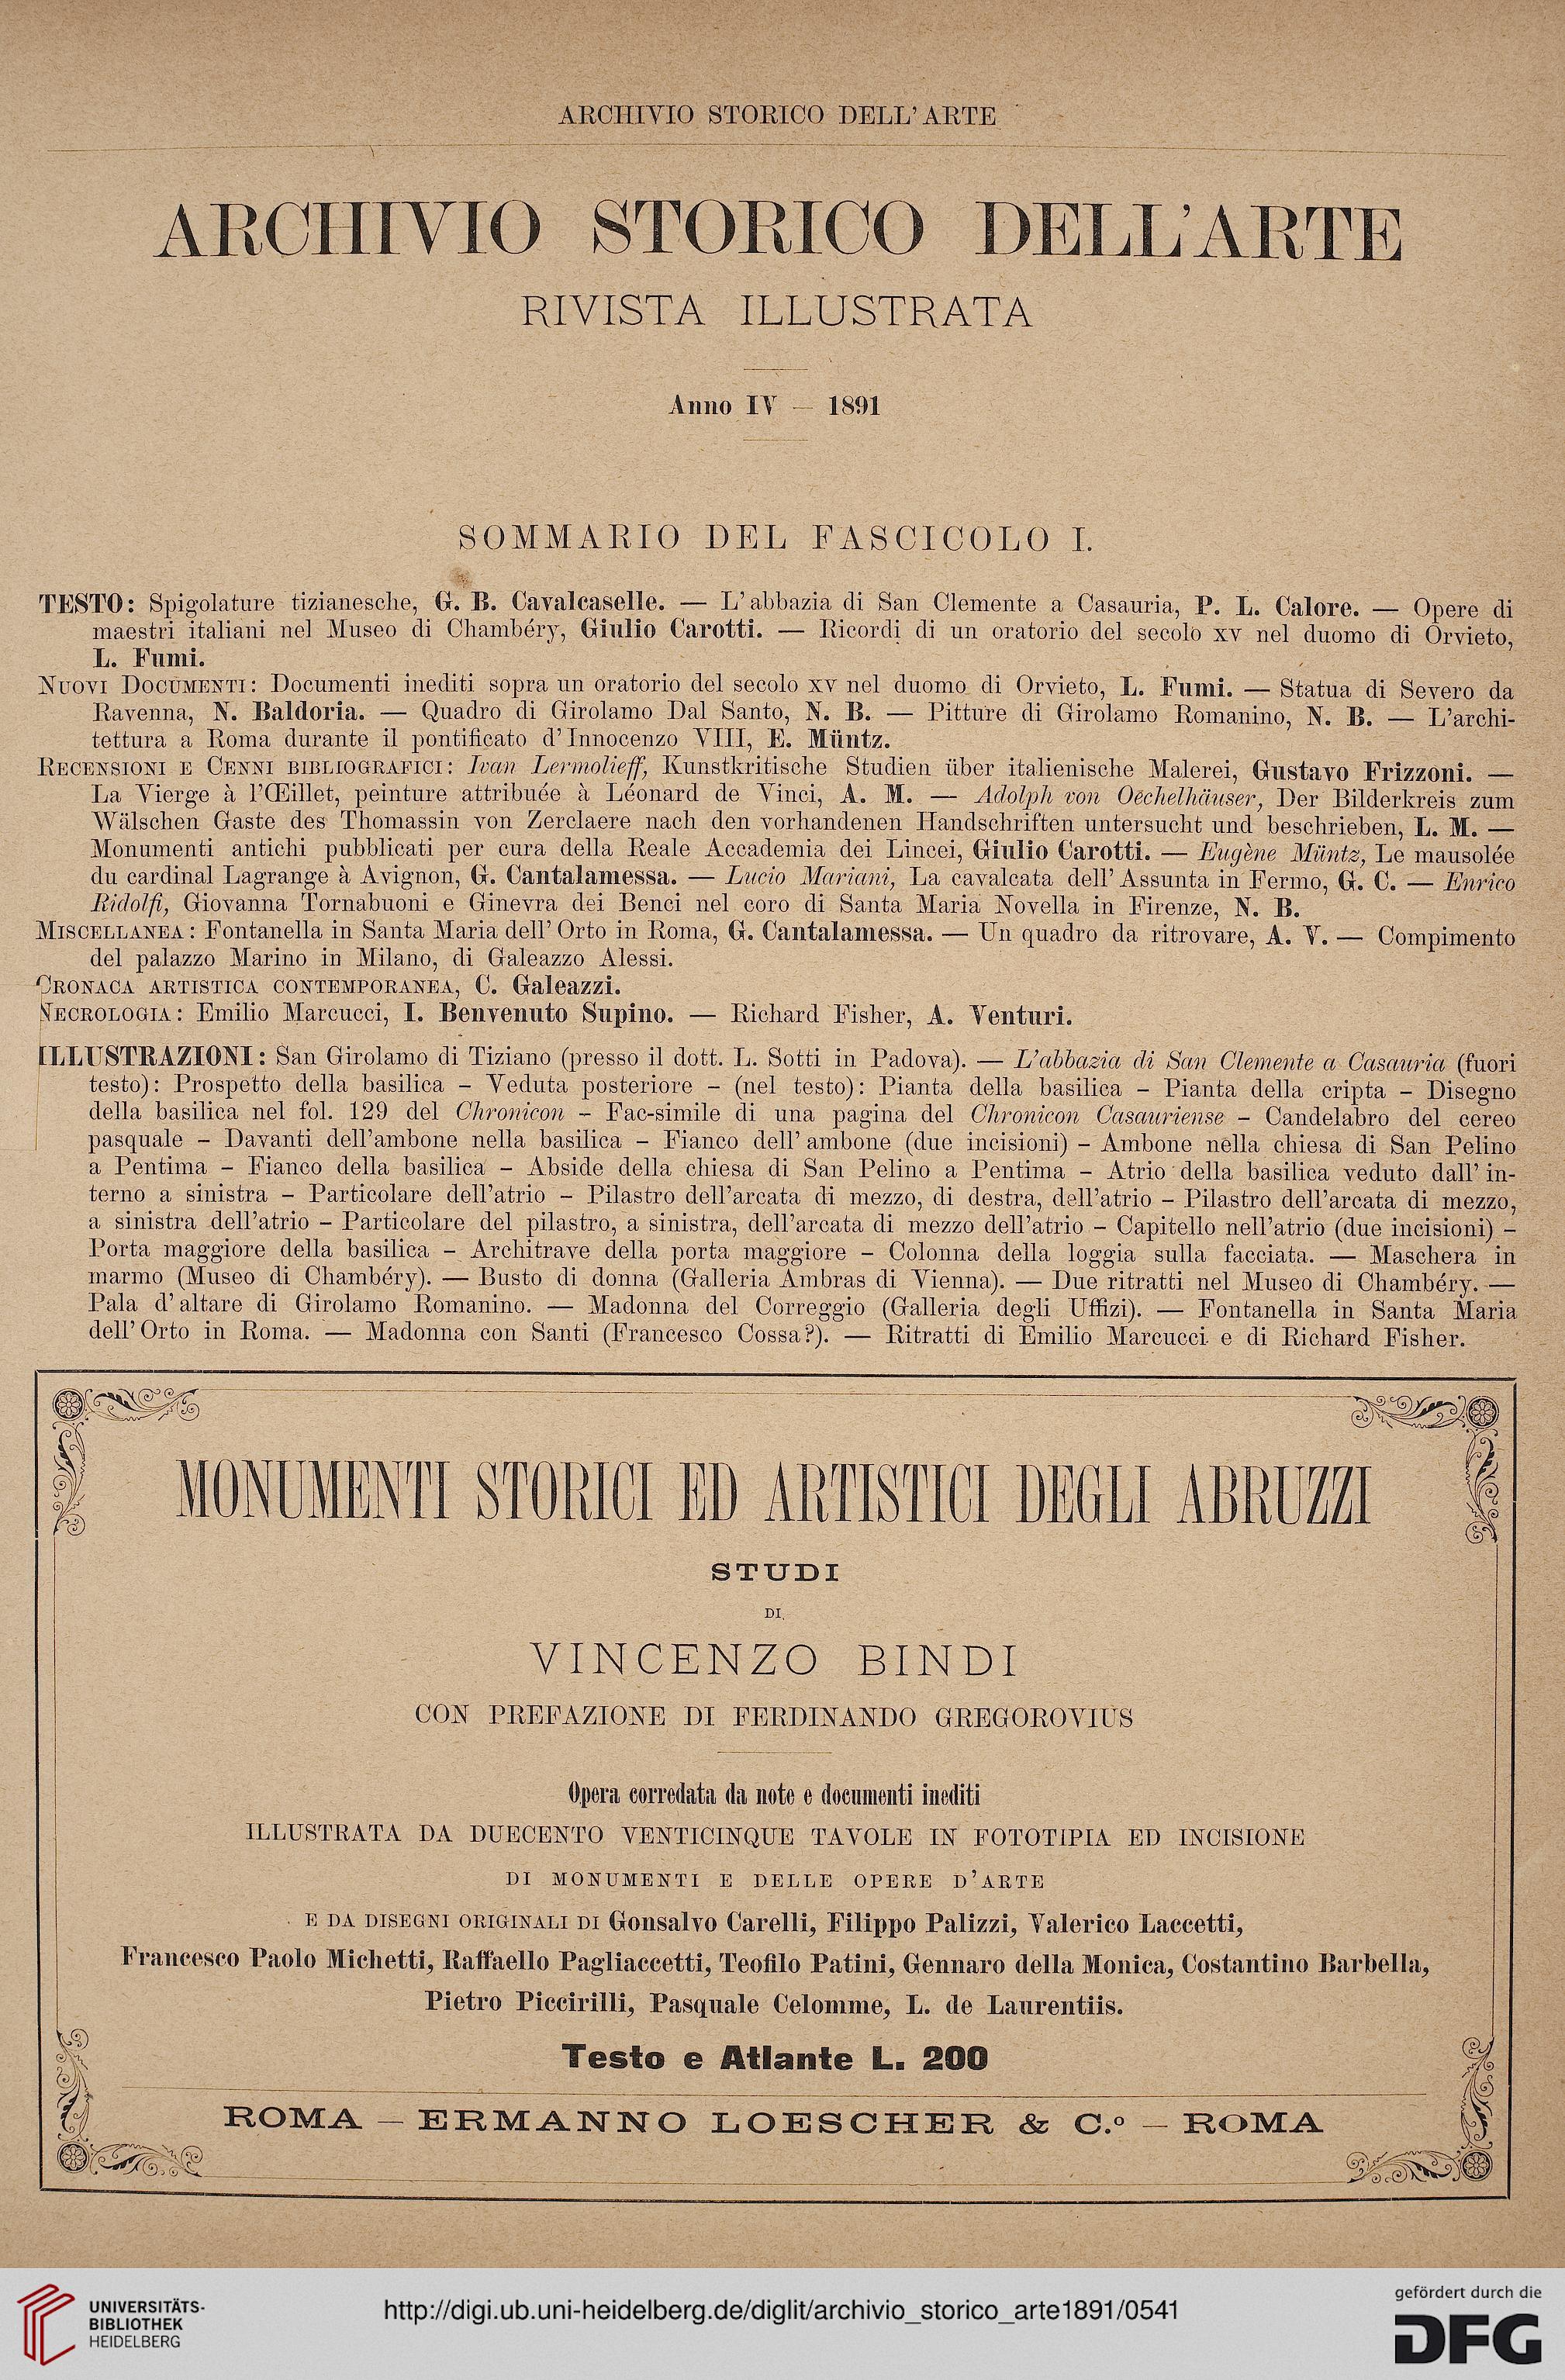 ARCHIVIO STORICO DELL'ARTE
ARCHIVIO STORICO DELL'ARTE
RIVISTA ILLUSTRATA
Anno IV — 1891
SOMMARIO DEL FASCICOLO I.
TESTO: Spigolature tizianesche, G. B. Cavalcaselle. — L'abbazia di San Clemente a Casauria, P. L. Calore. — Opere di
maestri italiani nel Museo di Chambéry, Giulio Carotti. — Ricordi di un oratorio del secolo XV nel duomo di Orvieto,
L. Fumi.
NUOVI DOCUMENTI: Documenti inediti sopra un oratorio del secolo XV nel duomo di Orvieto, L. Fumi. — Statua di Severo da
Ravenna, N. Baldoria. — Quadro di Girolamo Dal Santo, N. B. — Pitture di Girolamo Romanino, N. B. — L'archi-
tettura a Roma durante il pontificato d'Innocenzo VIII, E. Müntz.
RECENSIONI E CENNI BIBLIOGRAFICI: Ivan Lermolieff, Kunstkritische Studien über italienische Malerei, Gustavo Frizzoni. —
La Vierge à l'Œillet, peinture attribuée à Léonard de Vinci, A. M. — Adolph von Oechelhäuser, Der Bilderkreis zum
Wälschen Gaste des Thomassin von Zerclaere nach den vorhandenen Handschriften untersucht und beschrieben, L. M. —
Monumenti antichi pubblicati per cura della Reale Accademia dei Lincei, Giulio Carotti. — Eugène Müntz, Le mausolée
du cardinal Lagrange à Avignon, G. Cantalamessa. — Lucio Mariani, La cavalcata dell'Assunta in Fermo, G. C. — Enrico
Ridolfi, Giovanna Tornabuoni e Ginevra dei Benci nel coro di Santa Maria Novella in Firenze, N. B.
MISCELLANEA: Fontanella in Santa Maria dell'Orto in Roma, G. Cantalamessa. — Un quadro da ritrovare, A. V. — Compimento
del palazzo Marino in Milano, di Galeazzo Alessi.
CRONACA ARTISTICA CONTEMPORANEA, C. Galeazzi.
NECROLOGIA: Emilio Marcucci, I. Benvenuto Supino. — Richard Fisher, A. Venturi.
ILLUSTRAZIONI: San Girolamo di Tiziano (presso il dott. L. Sotti in Padova). — L'abbazia di San Clemente a Casauria (fuori
testo): Prospetto della basilica – Veduta posteriore – (nel testo): Pianta della basilica – Pianta della cripta – Disegno
della basilica nel fol. 129 del Chronicon – Fac-simile di una pagina del Chronicon Casauriense – Candelabro del cereo
pasquale – Davanti dell'ambone nella basilica – Fianco dell'ambone (due incisioni) – Ambone nella chiesa di San Pelino
a Pentima – Fianco della basilica – Abside della chiesa di San Pelino a Pentima – Atrio della basilica veduto dall'in-
terno a sinistra – Particolare dell'atrio – Pilastro dell'arcata di mezzo, di destra, dell'atrio – Pilastro dell'arcata di mezzo,
a sinistra dell'atrio – Particolare del pilastro, a sinistra, dell'arcata di mezzo dell'atrio – Capitello nell'atrio (due incisioni) –
Porta maggiore della basilica – Architrave della porta maggiore – Colonna della loggia sulla facciata. — Maschera in
marmo (Museo di Chambéry). — Busto di donna (Galleria Ambras di Vienna). — Due ritratti nel Museo di Chambéry. —
Pala d'altare di Girolamo Romanino. — Madonna del Correggio (Galleria degli Uffizi). — Fontanella in Santa Maria
dell'Orto in Roma. — Madonna con Santi (Francesco Cossa?). — Ritratti di Emilio Marcucci e di Richard Fisher.
MONUMENTI STORICI ED ARTISTICI DEGLI ABRUZZI
STUDI
DI
VINCENZO BINDI
CON PREFAZIONE DI FERDINANDO GREGOROVIUS
Opera corredata da note e documenti inediti
ILLUSTRATA DA DUECENTO VENTICINQUE TAVOLE IN FOTOTIPIA ED INCISIONE
DI MONUMENTI E DELLE OPERE D'ARTE
E DA DISEGNI ORIGINALI DI Gonsalvo Carelli, Filippo Palizzi, Valerico Laccetti,
Francesco Paolo Michetti, Raffaello Pagliaccetti, Teofilo Patini, Gennaro della Monica, Costantino Barbella,
Pietro Piccirilli, Pasquale Celomme, L. de Laurentiis.
Testo e Atlante L. 200
ROMA — ERMANNO LOESCHER & C.º — ROMA
UNIVERSITÄTS-
BIBLIOTHEK
HEIDELBERG
http://digi.ub.uni-heidelberg.de/diglit/archivio_storico_arte1891/0541
gefördert durch die
DFG